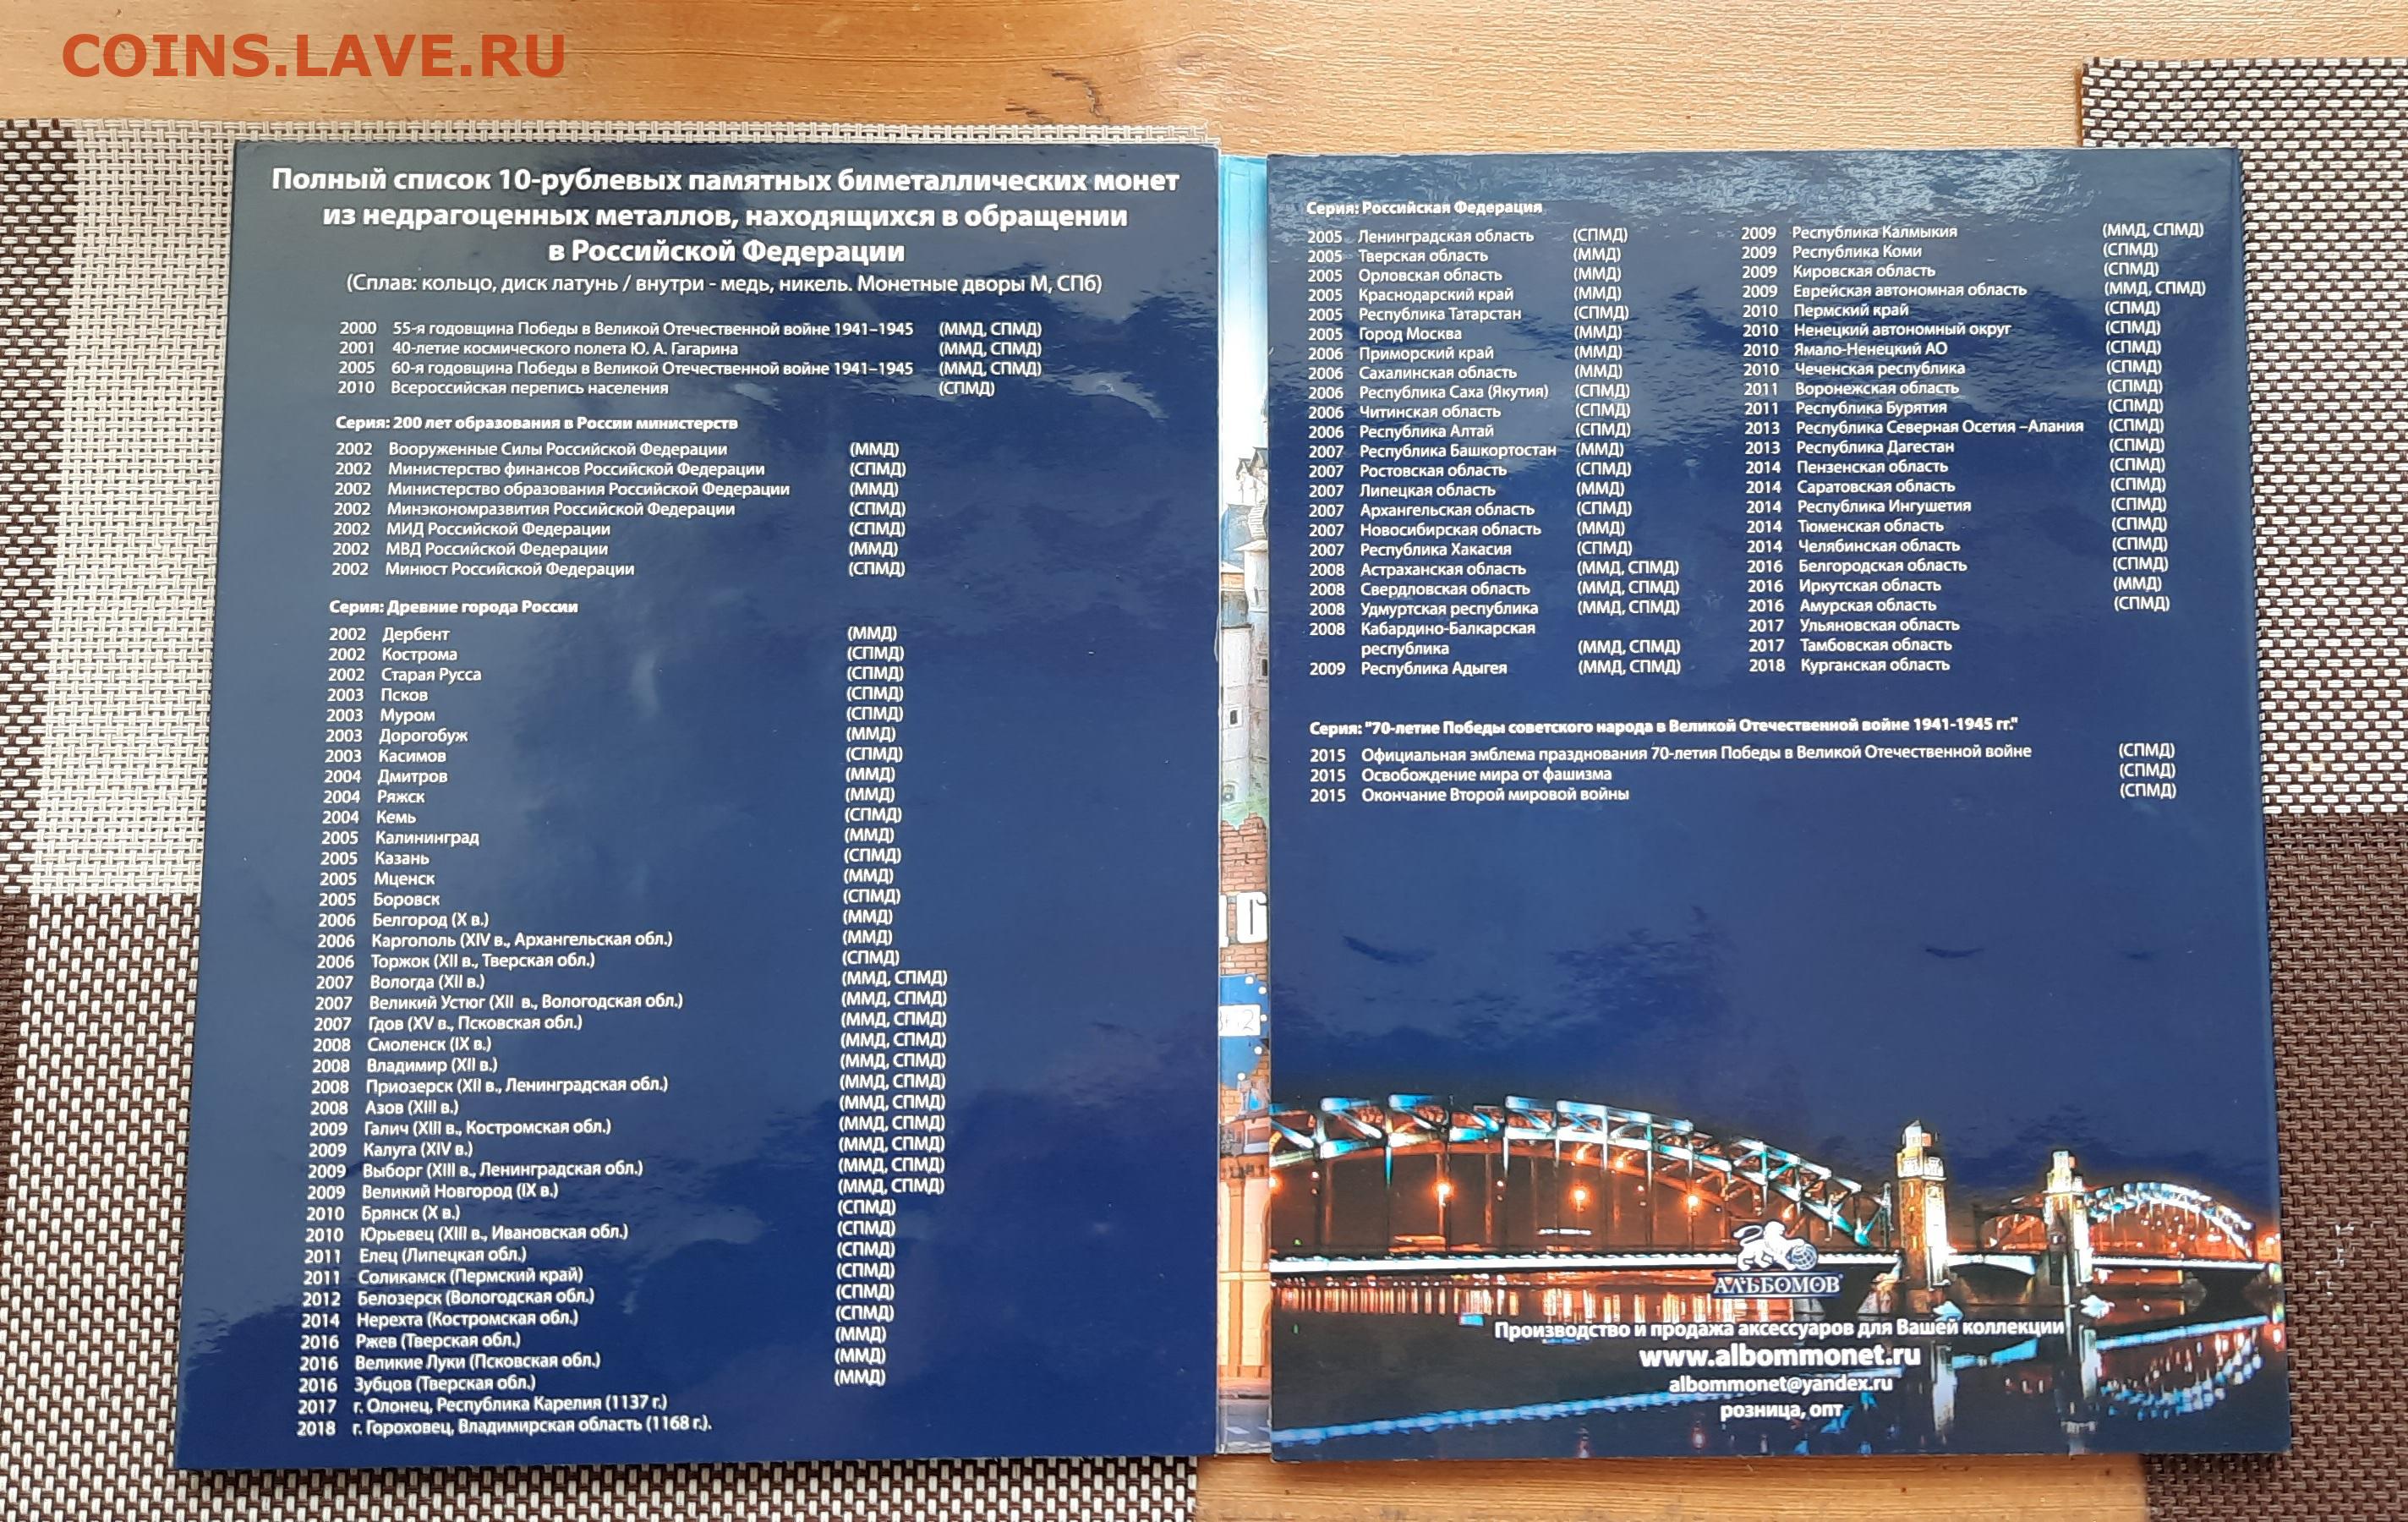 COINS.LAVE.RU
Полный список 10-рублевых памятных биметаллических монет
из недрагоценных металлов, находящихся в обращении
в Российской Федерации
(Сплав: кольцо, диск латунь / внутри - медь, никель. Монетные дворы М, СПб)
2000 55-я годовщина Победы в Великой Отечественной войне 1941–1945 (ММД, СПМД)
2001 40-летие космического полета Ю. А. Гагарина (ММД, СПМД)
2005 60-я годовщина Победы в Великой Отечественной войне 1941–1945 (ММД, СПМД)
2010 Всероссийская перепись населения (СПМД)
Серия: 200 лет образования в России министерств
2002 Вооруженные Силы Российской Федерации (ММД)
2002 Министерство финансов Российской Федерации (СПМД)
2002 Министерство образования Российской Федерации (ММД)
2002 Минэкономразвития Российской Федерации (СПМД)
2002 МИД Российской Федерации (СПМД)
2002 МВД Российской Федерации (ММД)
2002 Минюст Российской Федерации (СПМД)
Серия: Древние города России
2002 Дербент (ММД)
2002 Кострома (СПМД)
2002 Старая Русса (СПМД)
2003 Псков (СПМД)
2003 Муром (СПМД)
2003 Дорогобуж (ММД)
2003 Касимов (СПМД)
2004 Дмитров (ММД)
2004 Ряжск (ММД)
2004 Кемь (СПМД)
2005 Калининград (ММД)
2005 Казань (СПМД)
2005 Мценск (ММД)
2005 Боровск (СПМД)
2006 Белгород (X в.) (ММД)
2006 Каргополь (XIV в., Архангельская обл.) (ММД)
2006 Торжок (XII в., Тверская обл.) (СПМД)
2007 Вологда (XII в.) (ММД, СПМД)
2007 Великий Устюг (XII в., Вологодская обл.) (ММД, СПМД)
2007 Гдов (XV в., Псковская обл.) (ММД, СПМД)
2008 Смоленск (IX в.) (ММД, СПМД)
2008 Владимир (XII в.) (ММД, СПМД)
2008 Приозерск (XII в., Ленинградская обл.) (ММД, СПМД)
2008 Азов (XIII в.) (ММД, СПМД)
2009 Галич (XIII в., Костромская обл.) (ММД, СПМД)
2009 Калуга (XIV в.) (ММД, СПМД)
2009 Выборг (XIII в., Ленинградская обл.) (ММД, СПМД)
2009 Великий Новгород (IX в.) (ММД, СПМД)
2010 Брянск (X в.) (СПМД)
2010 Юрьевец (XIII в., Ивановская обл.) (СПМД)
2011 Елец (Липецкая обл.) (СПМД)
2011 Соликамск (Пермский край) (СПМД)
2012 Белозерск (Вологодская обл.) (СПМД)
2014 Нерехта (Костромская обл.) (СПМД)
2016 Ржев (Тверская обл.) (ММД)
2016 Великие Луки (Псковская обл.) (ММД)
2016 Зубцов (Тверская обл.) (ММД)
2017 г. Олонец, Республика Карелия (1137 г.)
2018 г. Гороховец, Владимирская область (1168 г.).
Серия: Российская Федерация
2005 Ленинградская область (СПМД)
2005 Тверская область (ММД)
2005 Орловская область (ММД)
2005 Краснодарский край (ММД)
2005 Республика Татарстан (СПМД)
2005 Город Москва (ММД)
2006 Приморский край (ММД)
2006 Сахалинская область (ММД)
2006 Республика Саха (Якутия) (СПМД)
2006 Читинская область (СПМД)
2006 Республика Алтай (СПМД)
2007 Республика Башкортостан (ММД)
2007 Ростовская область (СПМД)
2007 Липецкая область (ММД)
2007 Архангельская область (СПМД)
2007 Новосибирская область (ММД)
2007 Республика Хакасия (СПМД)
2008 Астраханская область (ММД, СПМД)
2008 Свердловская область (ММД, СПМД)
2008 Удмуртская республика (ММД, СПМД)
2008 Кабардино-Балкарская
республика (ММД, СПМД)
2009 Республика Адыгея (ММД, СПМД)
2009 Республика Калмыкия (ММД, СПМД)
2009 Республика Коми (СПМД)
2009 Кировская область (СПМД)
2009 Еврейская автономная область (ММД, СПМД)
2010 Пермский край (СПМД)
2010 Ненецкий автономный округ (СПМД)
2010 Ямало-Ненецкий АО (СПМД)
2010 Чеченская республика (СПМД)
2011 Воронежская область (СПМД)
2011 Республика Бурятия (СПМД)
2013 Республика Северная Осетия –Алания (СПМД)
2013 Республика Дагестан (СПМД)
2014 Пензенская область (СПМД)
2014 Саратовская область (СПМД)
2014 Республика Ингушетия (СПМД)
2014 Тюменская область (СПМД)
2014 Челябинская область (СПМД)
2016 Белгородская область (СПМД)
2016 Иркутская область (ММД)
2016 Амурская область (СПМД)
2017 Ульяновская область
2017 Тамбовская область
2018 Курганская область
Серия: "70-летие Победы советского народа в Великой Отечественной войне 1941-1945 гг."
2015 Официальная эмблема празднования 70-летия Победы в Великой Отечественной войне (СПМД)
2015 Освобождение мира от фашизма (СПМД)
2015 Окончание Второй мировой войны (СПМД)
АЛЬБОМОВ
Производство и продажа аксессуаров для Вашей коллекции
www.albommonet.ru
albommonet@yandex.ru
розница, опт